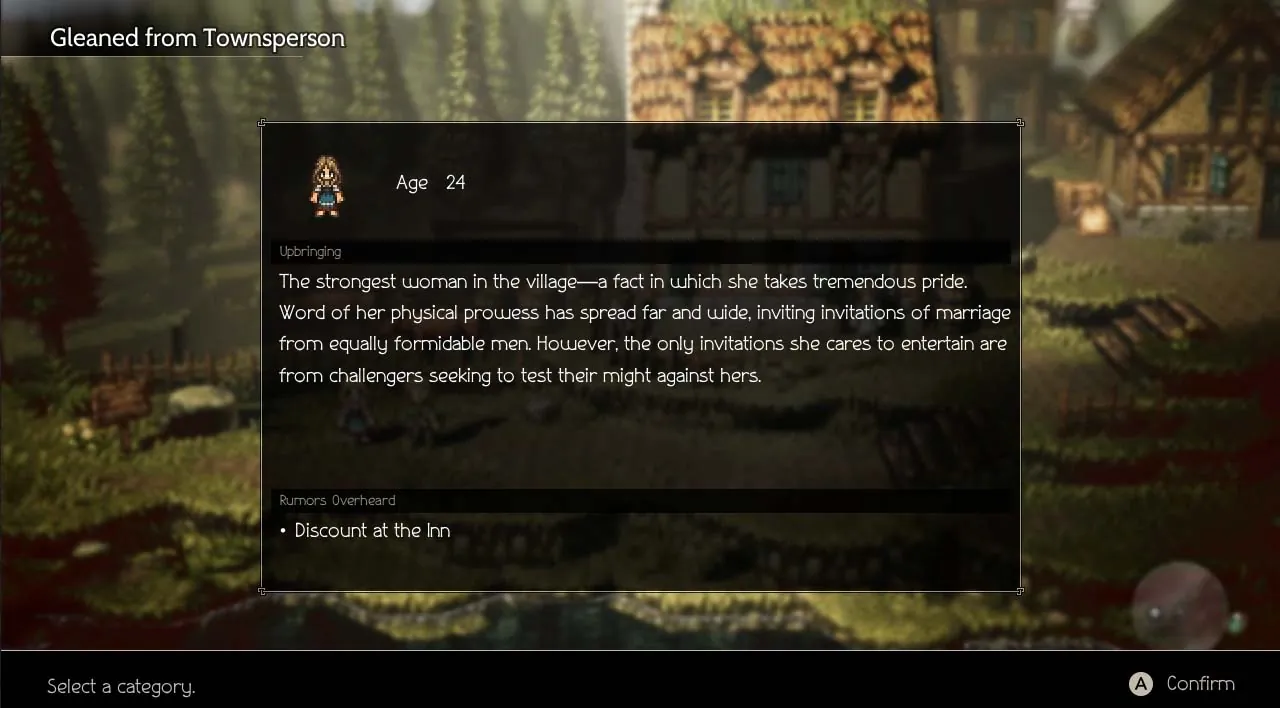 Gleaned from Townsperson
Age 24
Upbringing
The strongest woman in the village—a fact in which she takes tremendous pride.
Word of her physical prowess has spread far and wide, inviting invitations of marriage
from equally formidable men. However, the only invitations she cares to entertain are
from challengers seeking to test their might against hers.
Rumors Overheard
• Discount at the Inn
Select a category.
A Confirm